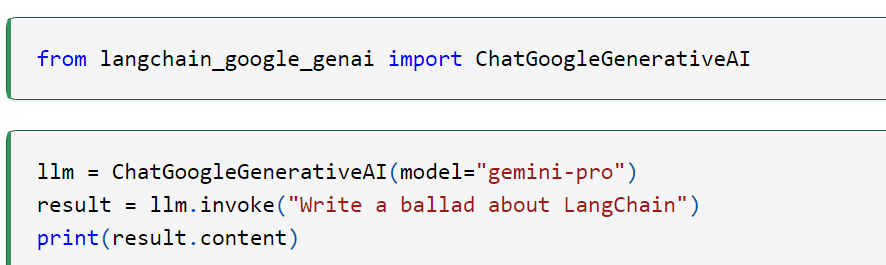 from langchain_google_genai import ChatGoogleGenerativeAI
llm = ChatGoogleGenerativeAI(model="gemini-pro")
result = llm.invoke("Write a ballad about LangChain")
print(result.content)